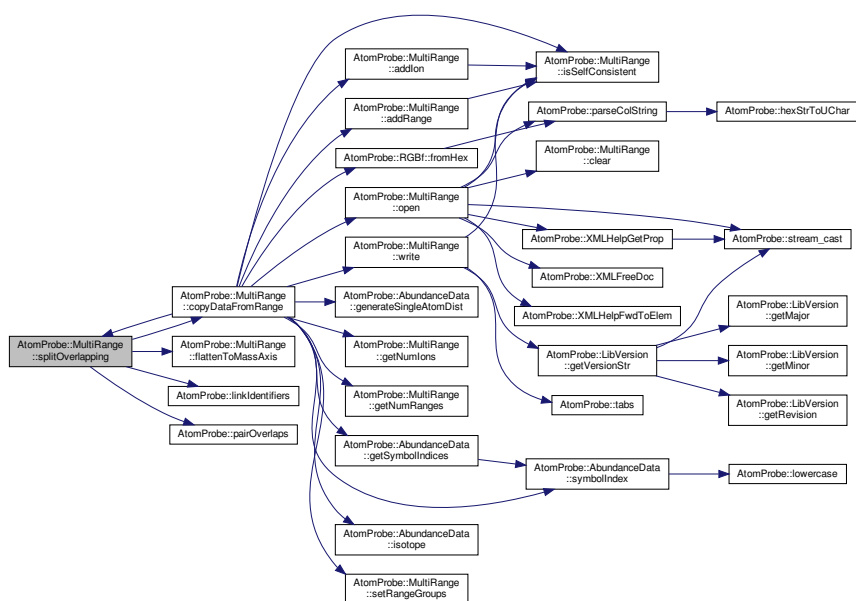 AtomProbe::MultiRange
::splitOverlapping
AtomProbe::MultiRange
::copyDataFromRange
AtomProbe::MultiRange
::flattenToMassAxis
AtomProbe::linkIdentifiers
AtomProbe::pairOverlaps
AtomProbe::MultiRange
::addIon
AtomProbe::MultiRange
::addRange
AtomProbe::RGBf::fromHex
AtomProbe::MultiRange
::open
AtomProbe::MultiRange
::write
AtomProbe::AbundanceData
::generateSingleAtomDist
AtomProbe::MultiRange
::getNumIons
AtomProbe::MultiRange
::getNumRanges
AtomProbe::AbundanceData
::getSymbolIndices
AtomProbe::AbundanceData
::isotope
AtomProbe::MultiRange
::setRangeGroups
AtomProbe::MultiRange
::isSelfConsistent
AtomProbe::parseColString
AtomProbe::MultiRange
::clear
AtomProbe::XMLHelpGetProp
AtomProbe::XMLFreeDoc
AtomProbe::XMLHelpFwdToElem
AtomProbe::LibVersion
::getVersionStr
AtomProbe::tabs
AtomProbe::AbundanceData
::symbolIndex
AtomProbe::hexStrToUChar
AtomProbe::stream_cast
AtomProbe::LibVersion
::getMajor
AtomProbe::LibVersion
::getMinor
AtomProbe::LibVersion
::getRevision
AtomProbe::lowercase